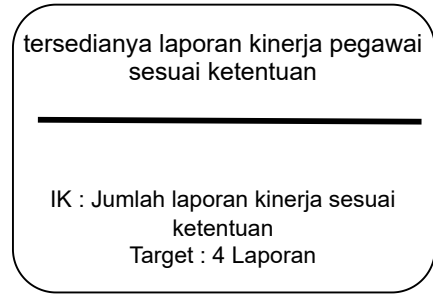 tersedianya laporan kinerja pegawai
sesuai ketentuan
IK : Jumlah laporan kinerja sesuai
ketentuan
Target : 4 Laporan